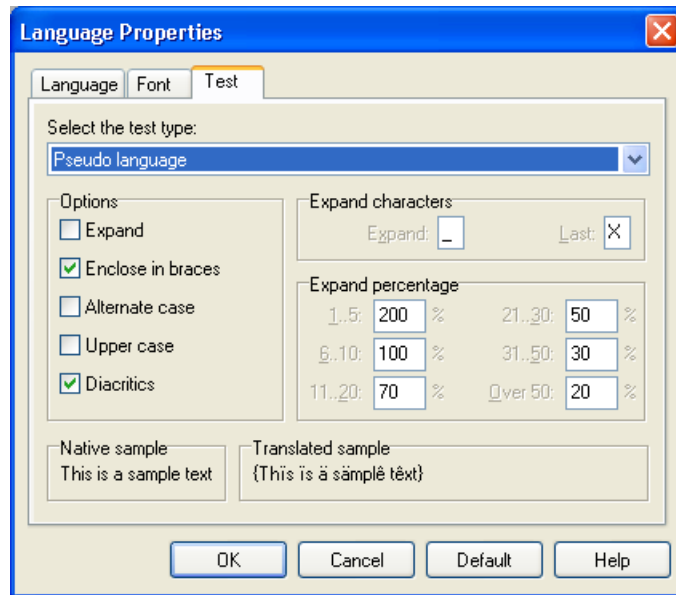 Language Properties
Language Font Test
Select the test type:
Pseudo language
Options
Expand
Enclose in braces
Alternate case
Upper case
Diacritics
Expand characters
Expand: _ Last: X
Expand percentage
1..5: 200 % 21..30: 50 %
6..10: 100 % 31..50: 30 %
11..20: 70 % Over 50: 20 %
Native sample
This is a sample text
Translated sample
{Thïs ïs ä sämplê têxt}
OK Cancel Default Help